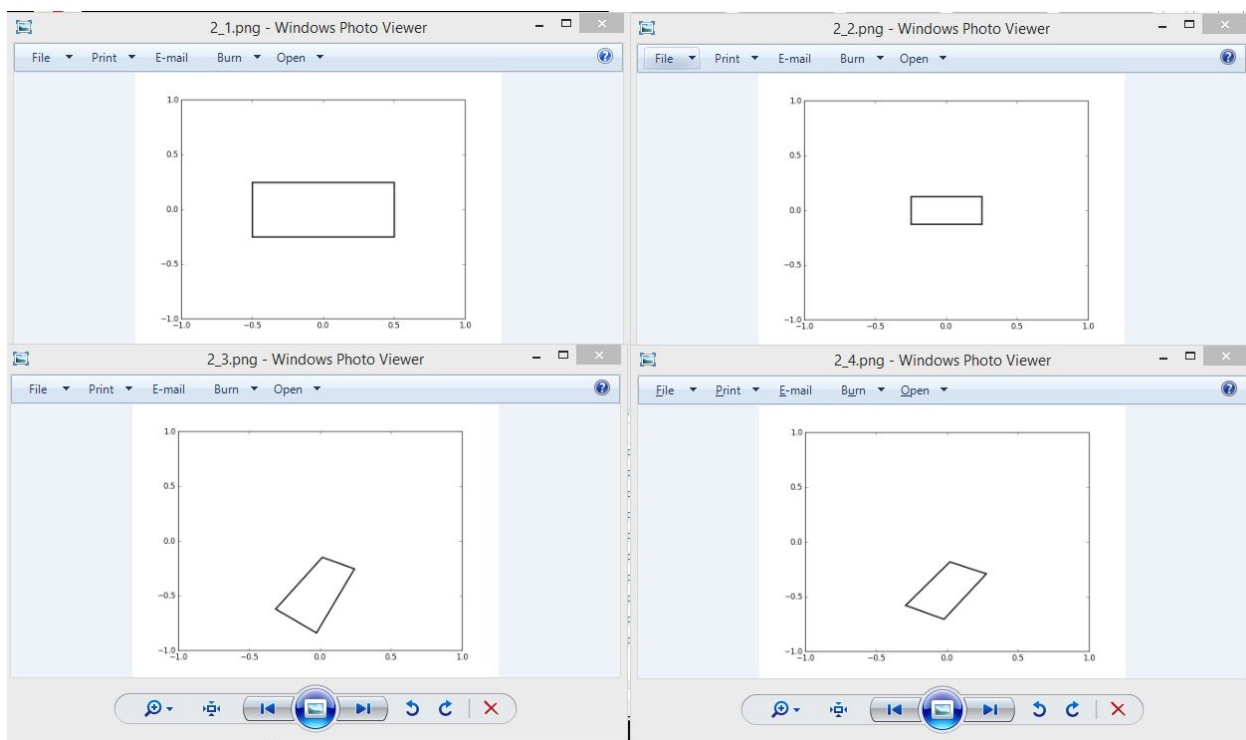 2_1.png - Windows Photo Viewer
File Print E-mail Burn Open
1.0
0.5
0.0
−0.5
−1.0
−1.0 −0.5 0.0 0.5 1.0
2_2.png - Windows Photo Viewer
File Print E-mail Burn Open
1.0
0.5
0.0
−0.5
−1.0
−1.0 −0.5 0.0 0.5 1.0
2_3.png - Windows Photo Viewer
File Print E-mail Burn Open
1.0
0.5
0.0
−0.5
−1.0
−1.0 −0.5 0.0 0.5 1.0
2_4.png - Windows Photo Viewer
File Print E-mail Burn Open
1.0
0.5
0.0
−0.5
−1.0
−1.0 −0.5 0.0 0.5 1.0